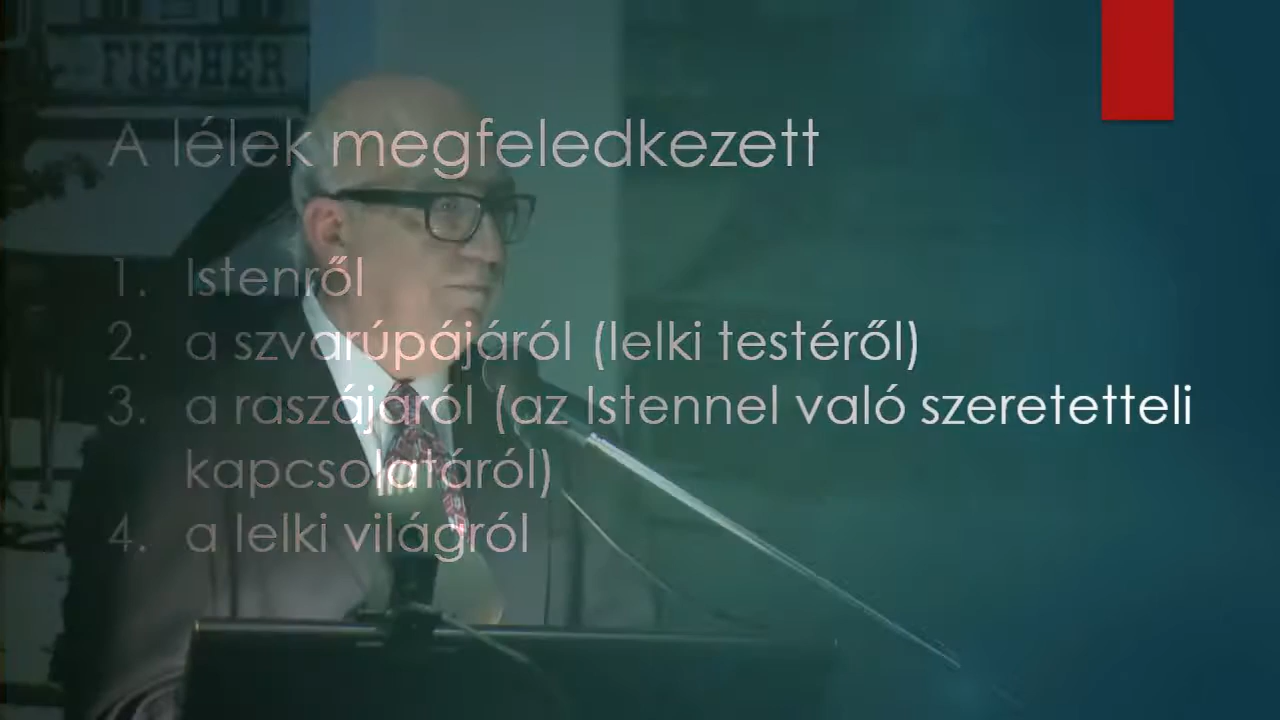 FISCHER
A lélek megfeledkezett
1. Istenről
2. a szvarúpájáról (lelki testéről)
3. a raszájáról (az Istennel való szeretetteli
kapcsolatáról)
4. a lelki világról